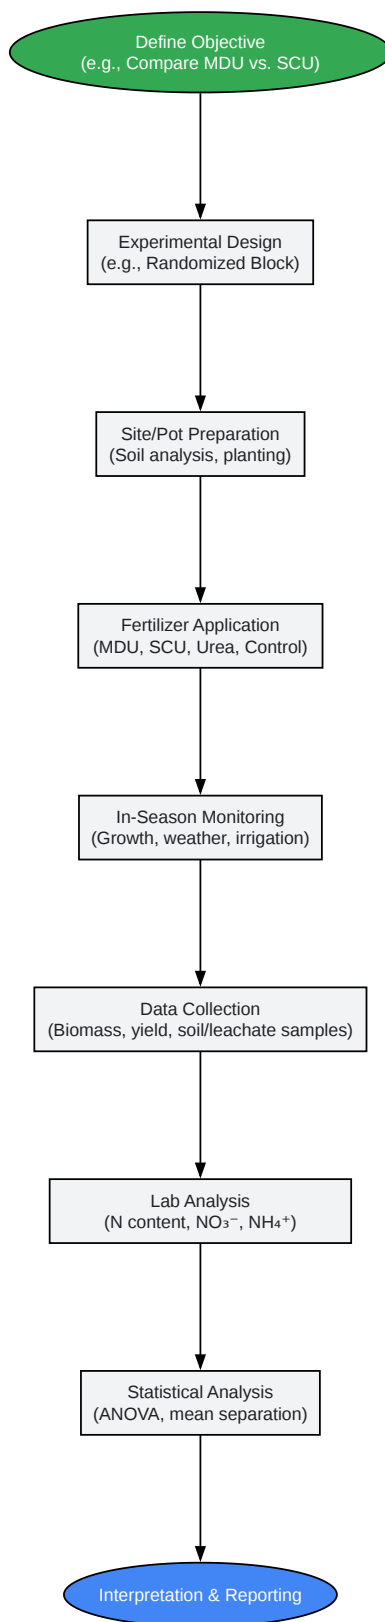 Define Objective
(e.g., Compare MDU vs. SCU)
Experimental Design
(e.g., Randomized Block)
Site/Pot Preparation
(Soil analysis, planting)
Fertilizer Application
(MDU, SCU, Urea, Control)
In-Season Monitoring
(Growth, weather, irrigation)
Data Collection
(Biomass, yield, soil/leachate samples)
Lab Analysis
(N content, NO₃⁻, NH₄⁺)
Statistical Analysis
(ANOVA, mean separation)
Interpretation & Reporting